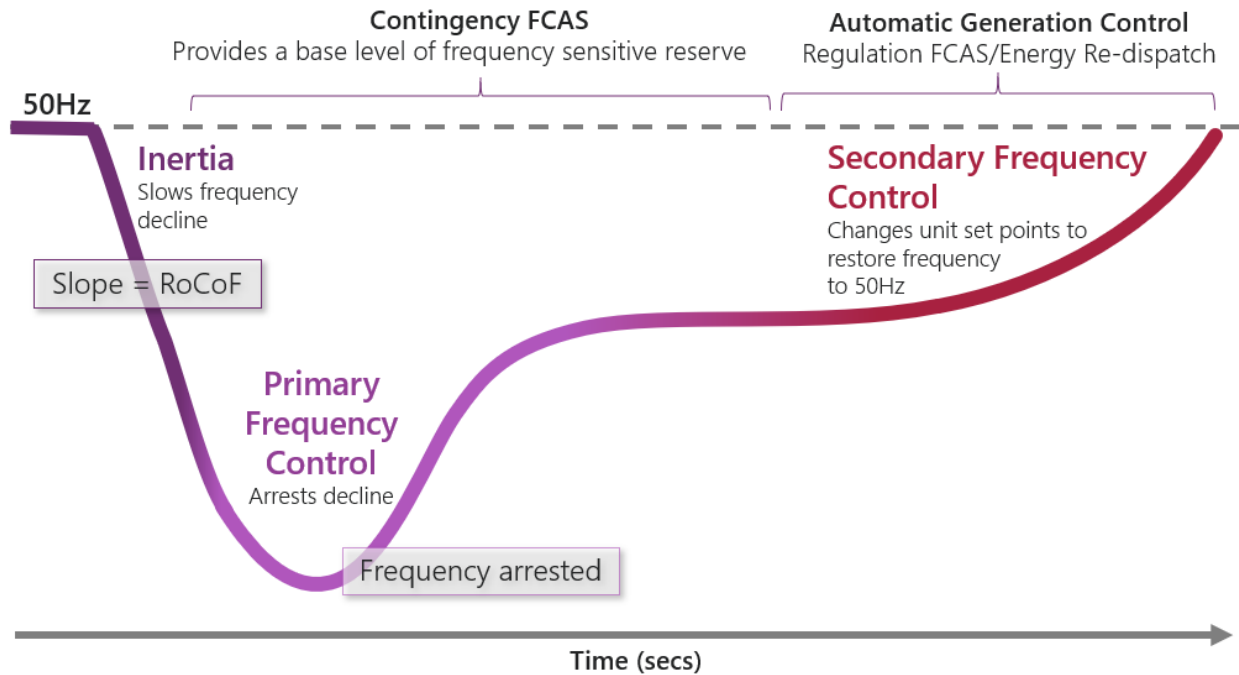 Contingency FCAS
Provides a base level of frequency sensitive reserve
Automatic Generation Control
Regulation FCAS/Energy Re-dispatch
50Hz
Inertia
Slows frequency
decline
Slope = RoCoF
Primary
Frequency
Control
Arrests decline
Frequency arrested
Secondary Frequency
Control
Changes unit set points to
restore frequency
to 50Hz
Time (secs)